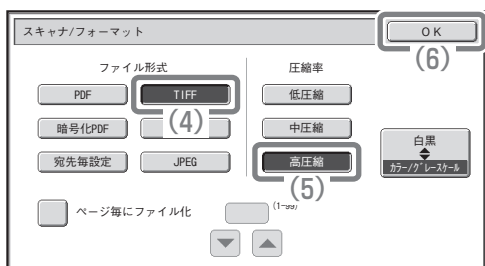 スキャナ/フォーマット
OK
(6)
ファイル形式
圧縮率
PDF
TIFF
低圧縮
(4)
暗号化PDF
中圧縮
白黒
カラー/グレースケール
宛先毎設定
JPEG
高圧縮
(5)
ページ毎にファイル化
(1-99)